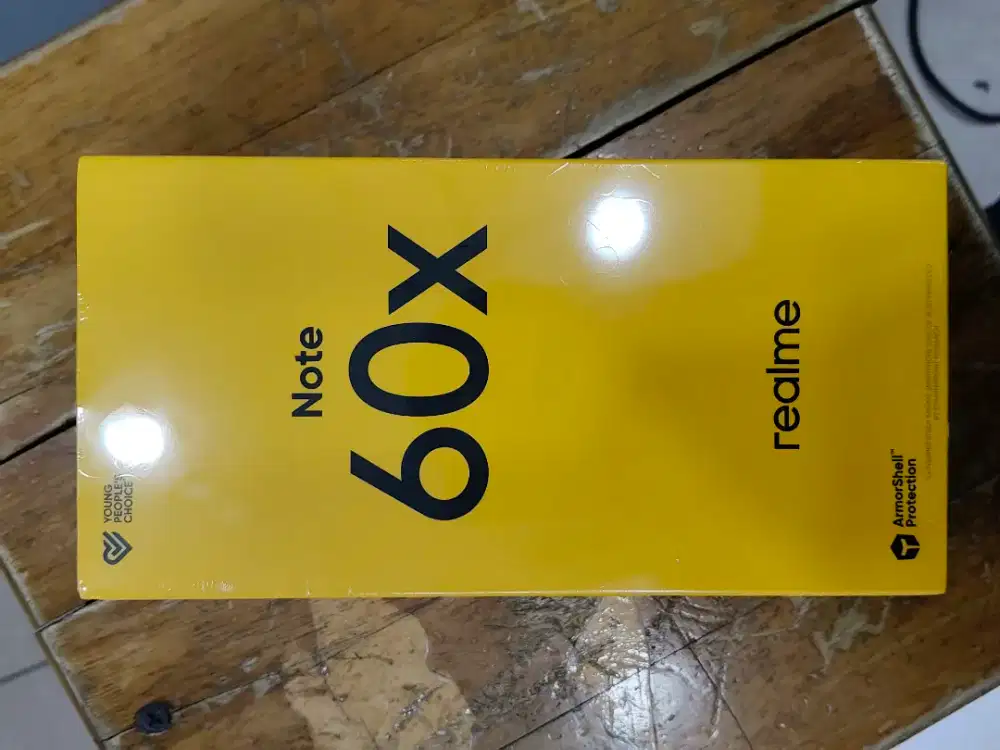 YOUNG
PEOPLE'S
CHOICE
Note
60x
realme
ArmorShell™
Protection